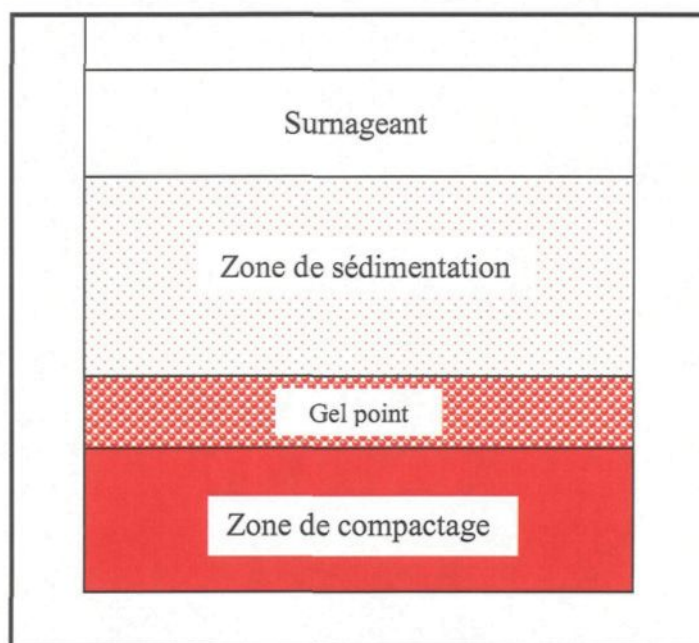 Surnageant
Zone de sédimentation
Gel point
Zone de compactage